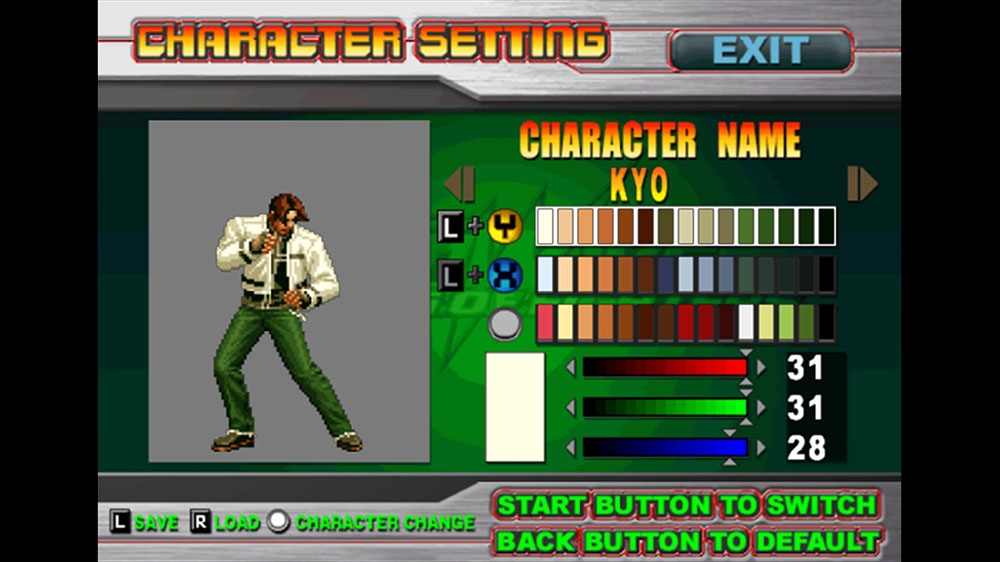 CHARACTER SETTING
EXIT
CHARACTER NAME
KYO
L + Y
L + X
31
31
28
L SAVE R LOAD CHARACTER CHANGE
START BUTTON TO SWITCH
BACK BUTTON TO DEFAULT